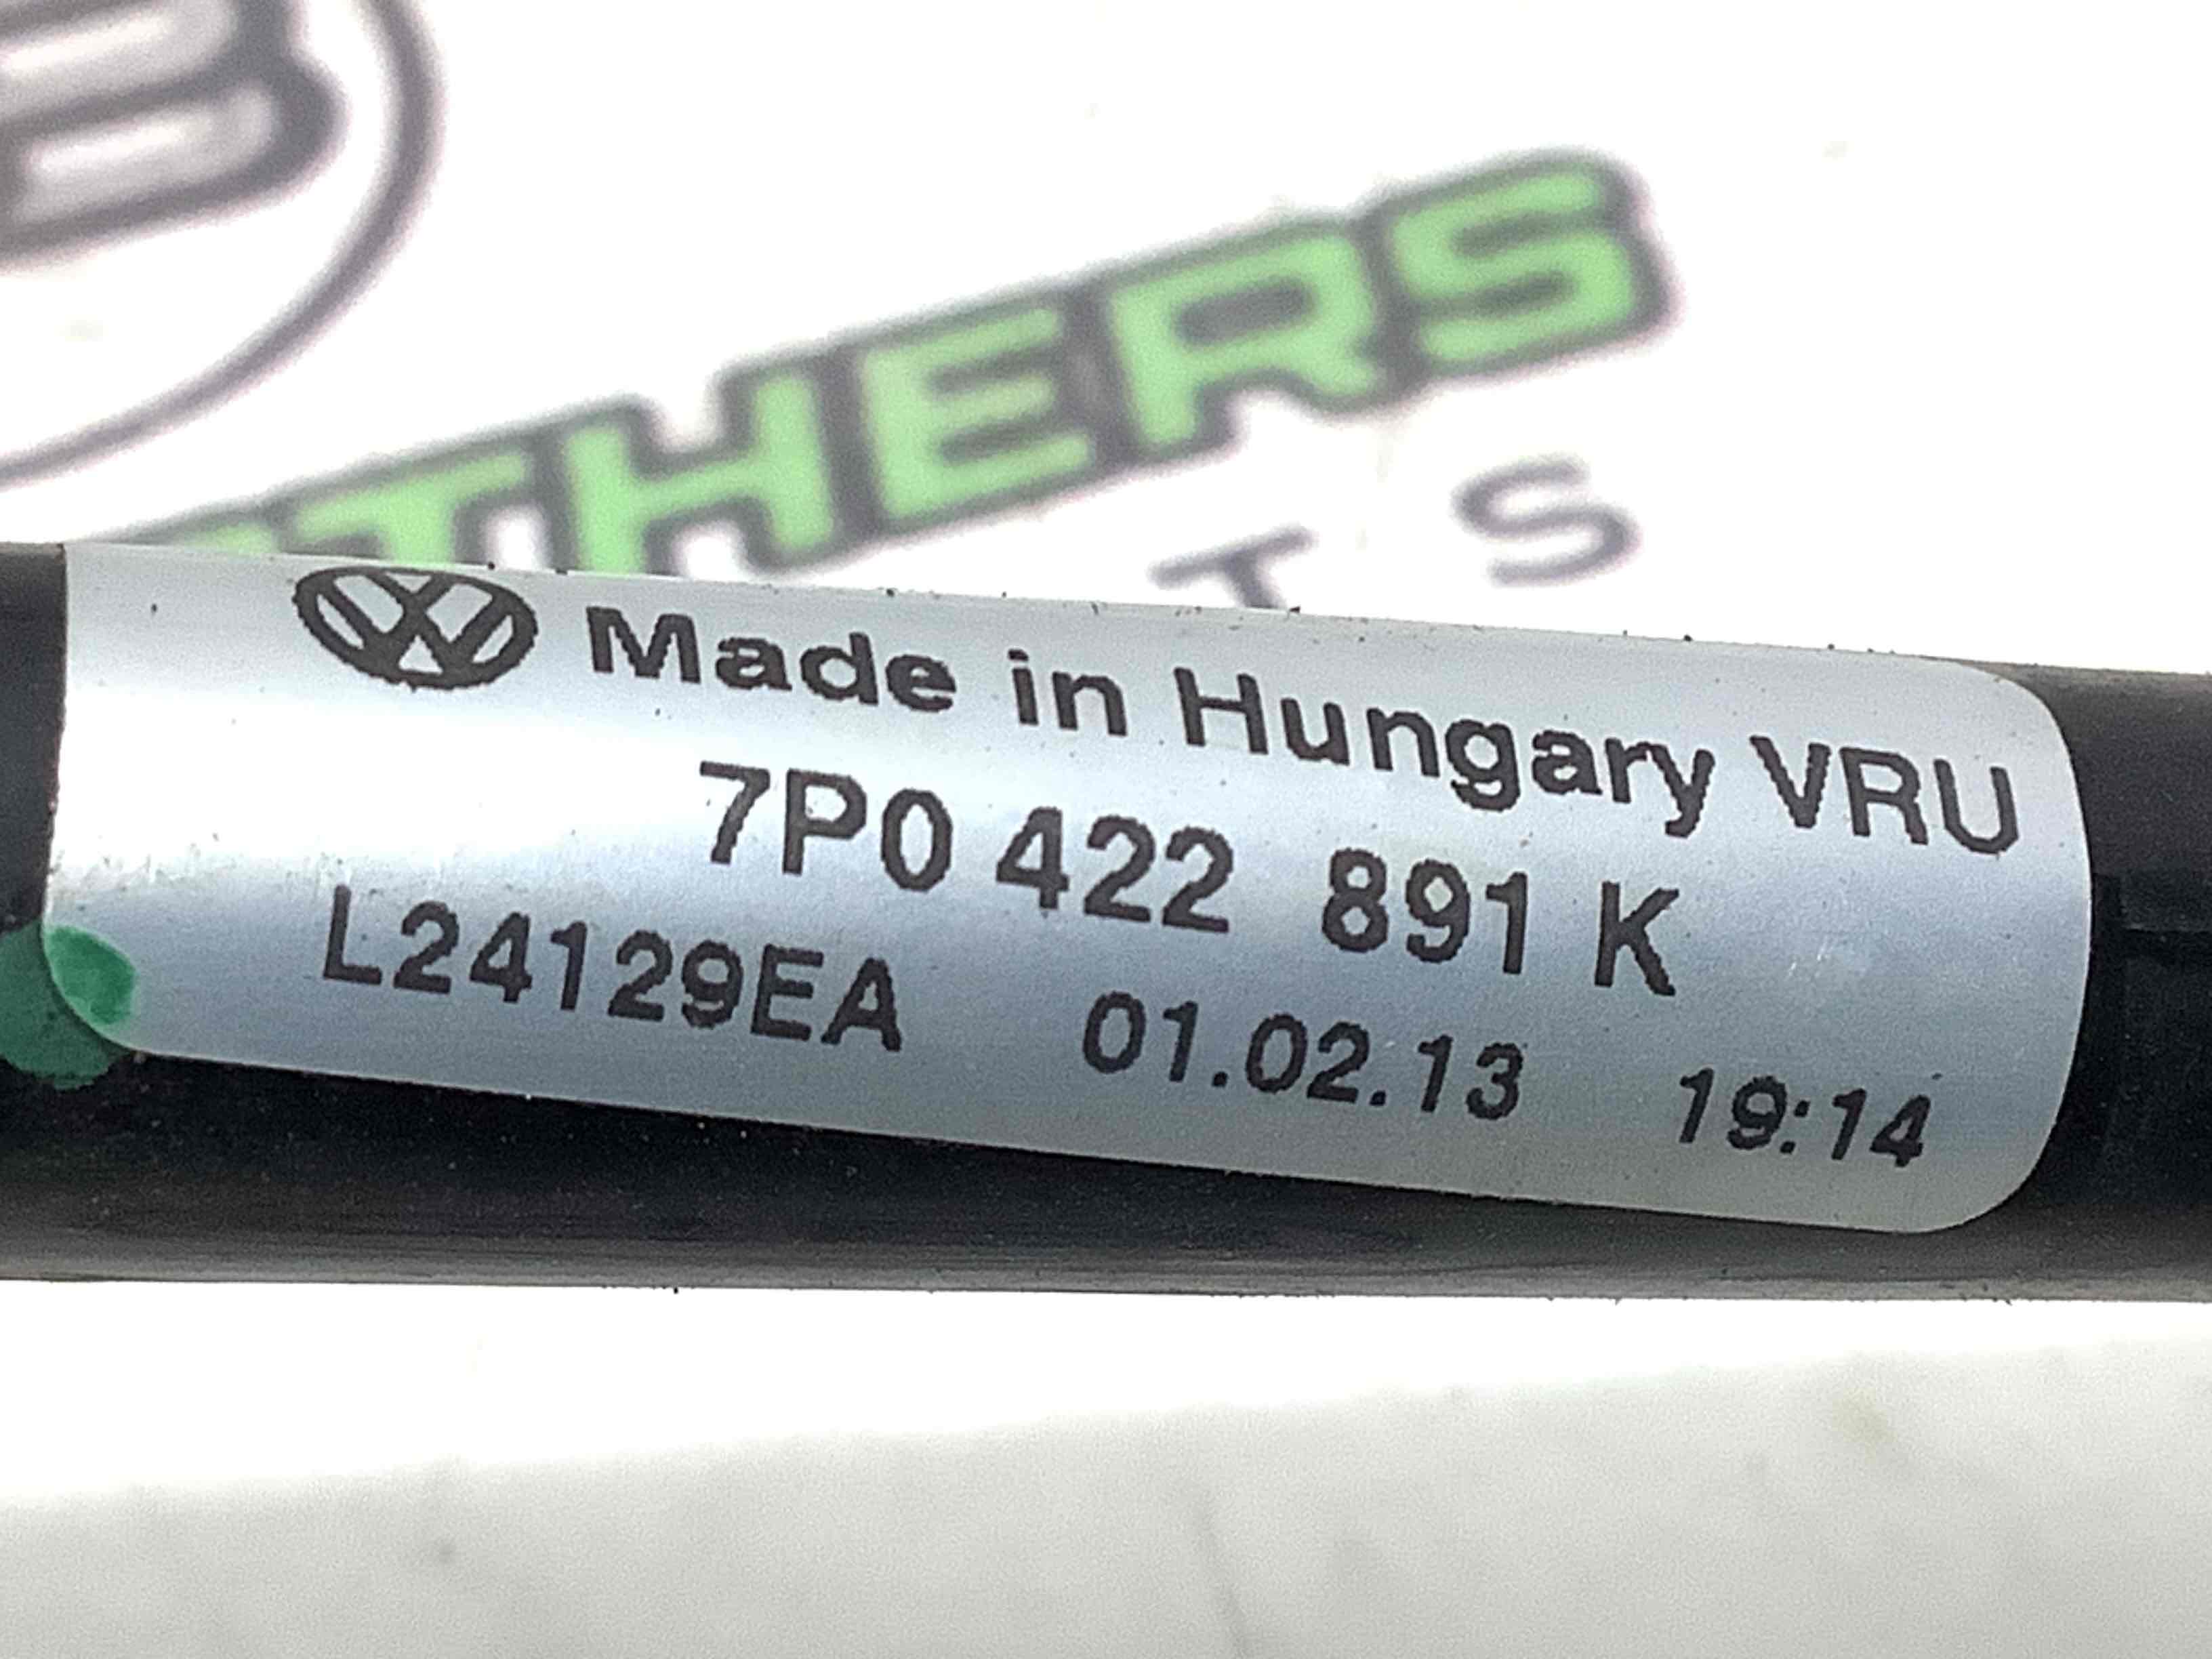 B
THERS
T S
Made in Hungary VRU
7P0 422 891 K
L24129EA 01.02.13 19:14